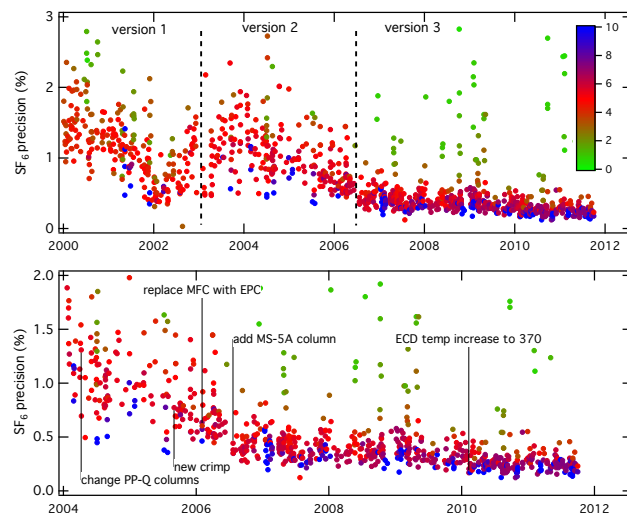 version 1
version 2
version 3
SF6 precision (%)
3
2
1
0
10
8
6
4
2
0
2000
2002
2004
2006
2008
2010
2012
SF6 precision (%)
2.0
1.5
1.0
0.5
0.0
replace MFC with EPC
add MS-5A column
ECD temp increase to 370
new crimp
change PP-Q columns
2004
2006
2008
2010
2012